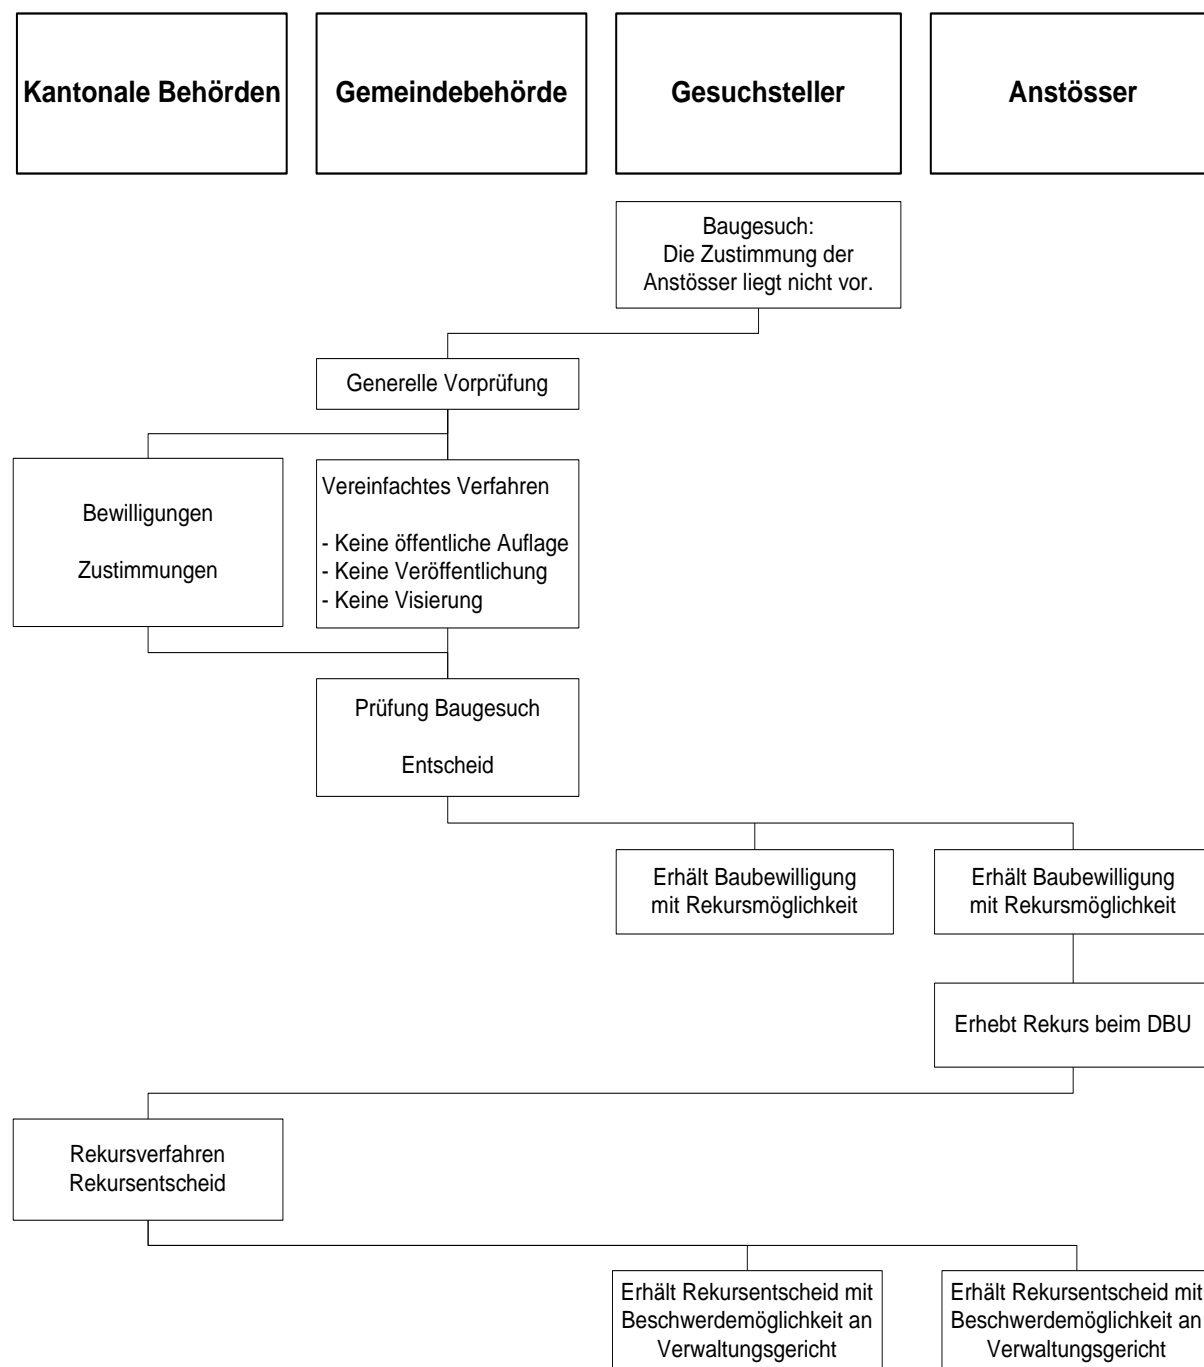 Kantonale Behörden
Gemeindebehörde
Gesuchsteller
Anstösser
Baugesuch:
Die Zustimmung der
Anstösser liegt nicht vor.
Generelle Vorprüfung
Bewilligungen
Zustimmungen
Vereinfachtes Verfahren
- Keine öffentliche Auflage
- Keine Veröffentlichung
- Keine Visierung
Prüfung Baugesuch
Entscheid
Erhält Baubewilligung
mit Rekursmöglichkeit
Erhält Baubewilligung
mit Rekursmöglichkeit
Erhebt Rekurs beim DBU
Rekursverfahren
Rekursentscheid
Erhält Rekursentscheid mit
Beschwerdemöglichkeit an
Verwaltungsgericht
Erhält Rekursentscheid mit
Beschwerdemöglichkeit an
Verwaltungsgericht